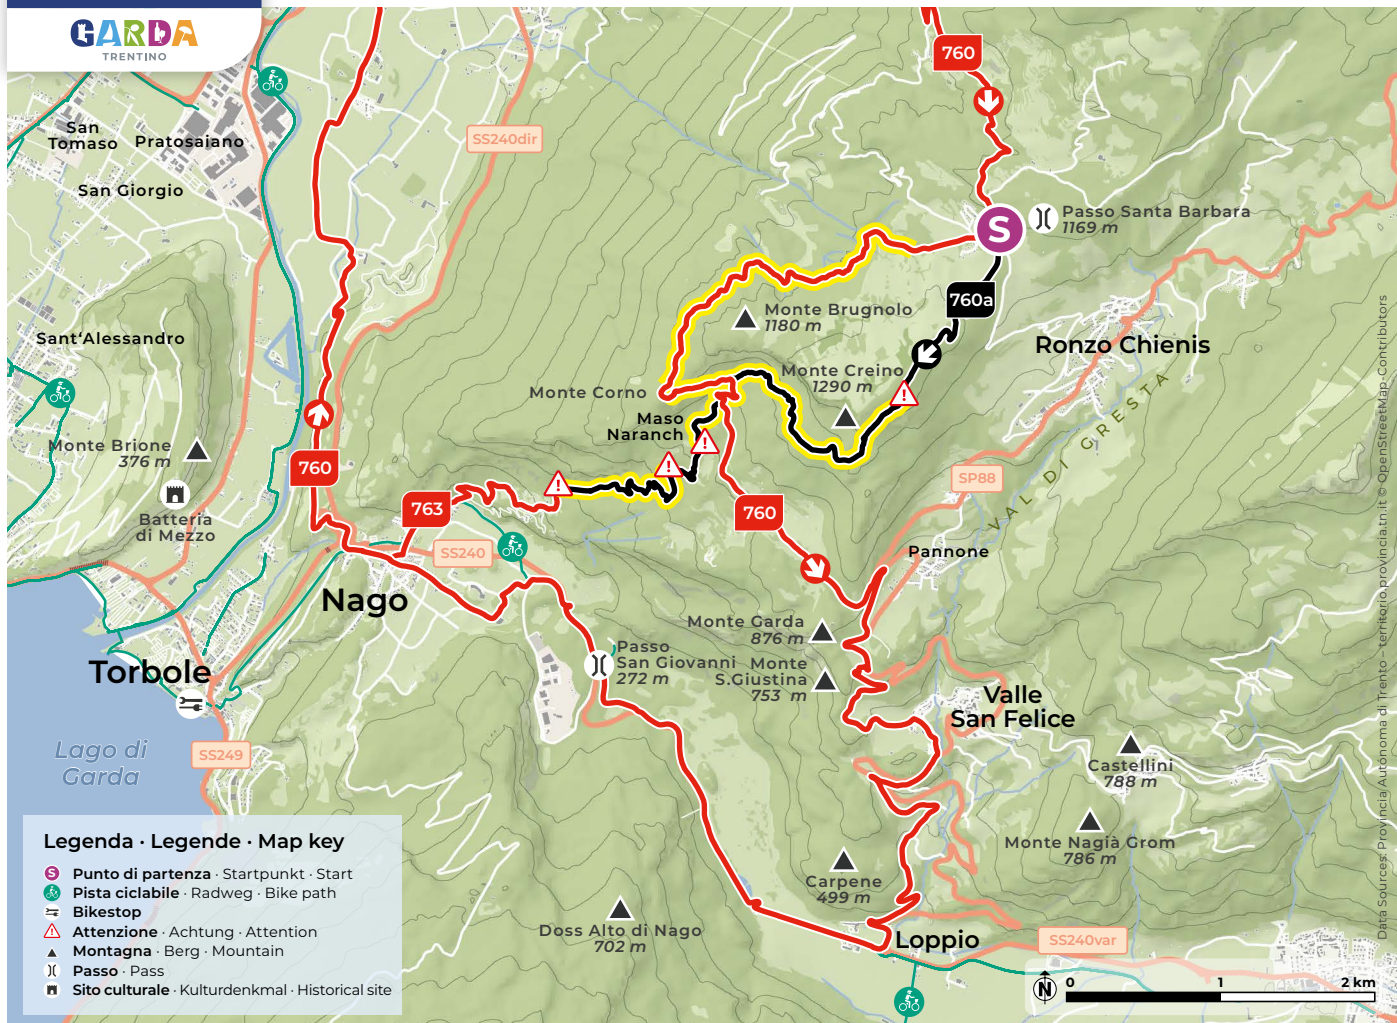 GARDA
TRENTINO
760
SS240dir
San
Tomaso
Pratosaiano
San Giorgio
S
Passo Santa Barbara
1169 m
760a
Monte Brugnolo
1180 m
Sant‘Alessandro
Ronzo Chienis
Monte Creino
1290 m
Monte Corno
Maso
Naranch
VAL DI GRESTA
Monte Brione
376 m
760
SP88
Batteria
di Mezzo
763
760
SS240
Pannone
Nago
Monte Garda
876 m
Passo
San Giovanni
272 m
Monte
S.Giustina
753 m
Torbole
Valle
San Felice
Lago di
Garda
SS249
Castellini
788 m
Monte Nagià Grom
786 m
Carpene
499 m
Doss Alto di Nago
702 m
Loppio
SS240var
Legenda · Legende · Map key
S Punto di partenza · Startpunkt · Start
Pista ciclabile · Radweg · Bike path
Bikestop
Attenzione · Achtung · Attention
Montagna · Berg · Mountain
Passo · Pass
Sito culturale · Kulturdenkmal · Historical site
N
0 1 2 km
Data Sources: Provincia Autonoma di Trento – territorio.provincia.tn.it © OpenStreetMap-Contributors